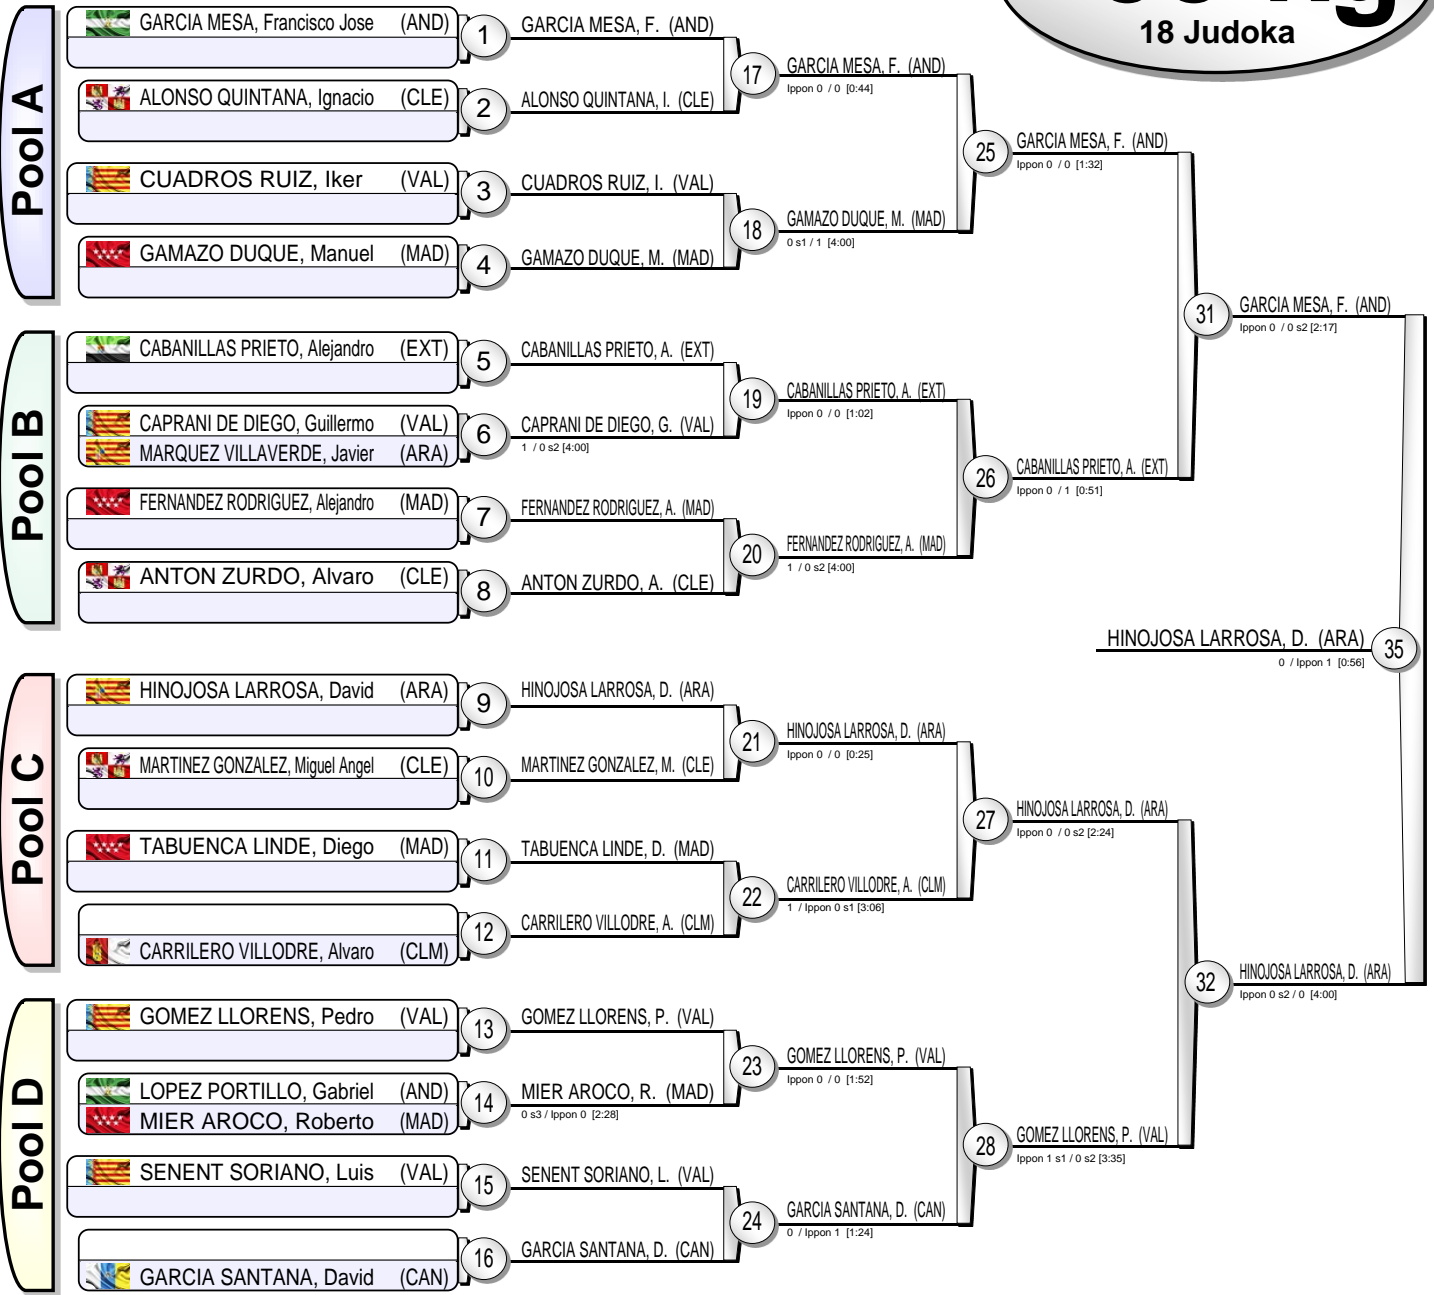 18 Judoka
Pool A
GARCIA MESA, Francisco Jose (AND)
1
GARCIA MESA, F. (AND)
ALONSO QUINTANA, Ignacio (CLE)
2
ALONSO QUINTANA, I. (CLE)
17
GARCIA MESA, F. (AND)
Ippon 0 / 0 [0:44]
CUADROS RUIZ, Iker (VAL)
3
CUADROS RUIZ, I. (VAL)
GAMAZO DUQUE, Manuel (MAD)
4
GAMAZO DUQUE, M. (MAD)
18
GAMAZO DUQUE, M. (MAD)
0 s1 / 1 [4:00]
25
GARCIA MESA, F. (AND)
Ippon 0 / 0 [1:32]
Pool B
CABANILLAS PRIETO, Alejandro (EXT)
5
CABANILLAS PRIETO, A. (EXT)
CAPRANI DE DIEGO, Guillermo (VAL)
MARQUEZ VILLAVERDE, Javier (ARA)
6
CAPRANI DE DIEGO, G. (VAL)
1 / 0 s2 [4:00]
19
CABANILLAS PRIETO, A. (EXT)
Ippon 0 / 0 [1:02]
FERNANDEZ RODRIGUEZ, Alejandro (MAD)
7
FERNANDEZ RODRIGUEZ, A. (MAD)
ANTON ZURDO, Alvaro (CLE)
8
ANTON ZURDO, A. (CLE)
20
FERNANDEZ RODRIGUEZ, A. (MAD)
1 / 0 s2 [4:00]
26
CABANILLAS PRIETO, A. (EXT)
Ippon 0 / 1 [0:51]
31
GARCIA MESA, F. (AND)
Ippon 0 / 0 s2 [2:17]
HINOJOSA LARROSA, D. (ARA)
0 / Ippon 1 [0:56]
35
Pool C
HINOJOSA LARROSA, David (ARA)
9
HINOJOSA LARROSA, D. (ARA)
MARTINEZ GONZALEZ, Miguel Angel (CLE)
10
MARTINEZ GONZALEZ, M. (CLE)
21
HINOJOSA LARROSA, D. (ARA)
Ippon 0 / 0 [0:25]
TABUENCA LINDE, Diego (MAD)
11
TABUENCA LINDE, D. (MAD)
CARRILERO VILLODRE, Alvaro (CLM)
12
CARRILERO VILLODRE, A. (CLM)
22
CARRILERO VILLODRE, A. (CLM)
1 / Ippon 0 s1 [3:06]
27
HINOJOSA LARROSA, D. (ARA)
Ippon 0 / 0 s2 [2:24]
Pool D
GOMEZ LLORENS, Pedro (VAL)
13
GOMEZ LLORENS, P. (VAL)
LOPEZ PORTILLO, Gabriel (AND)
MIER AROCO, Roberto (MAD)
14
MIER AROCO, R. (MAD)
0 s3 / Ippon 0 [2:28]
23
GOMEZ LLORENS, P. (VAL)
Ippon 0 / 0 [1:52]
SENENT SORIANO, Luis (VAL)
15
SENENT SORIANO, L. (VAL)
GARCIA SANTANA, David (CAN)
16
GARCIA SANTANA, D. (CAN)
24
GARCIA SANTANA, D. (CAN)
0 / Ippon 1 [1:24]
28
GOMEZ LLORENS, P. (VAL)
Ippon 1 s1 / 0 s2 [3:35]
32
HINOJOSA LARROSA, D. (ARA)
Ippon 0 s2 / 0 [4:00]